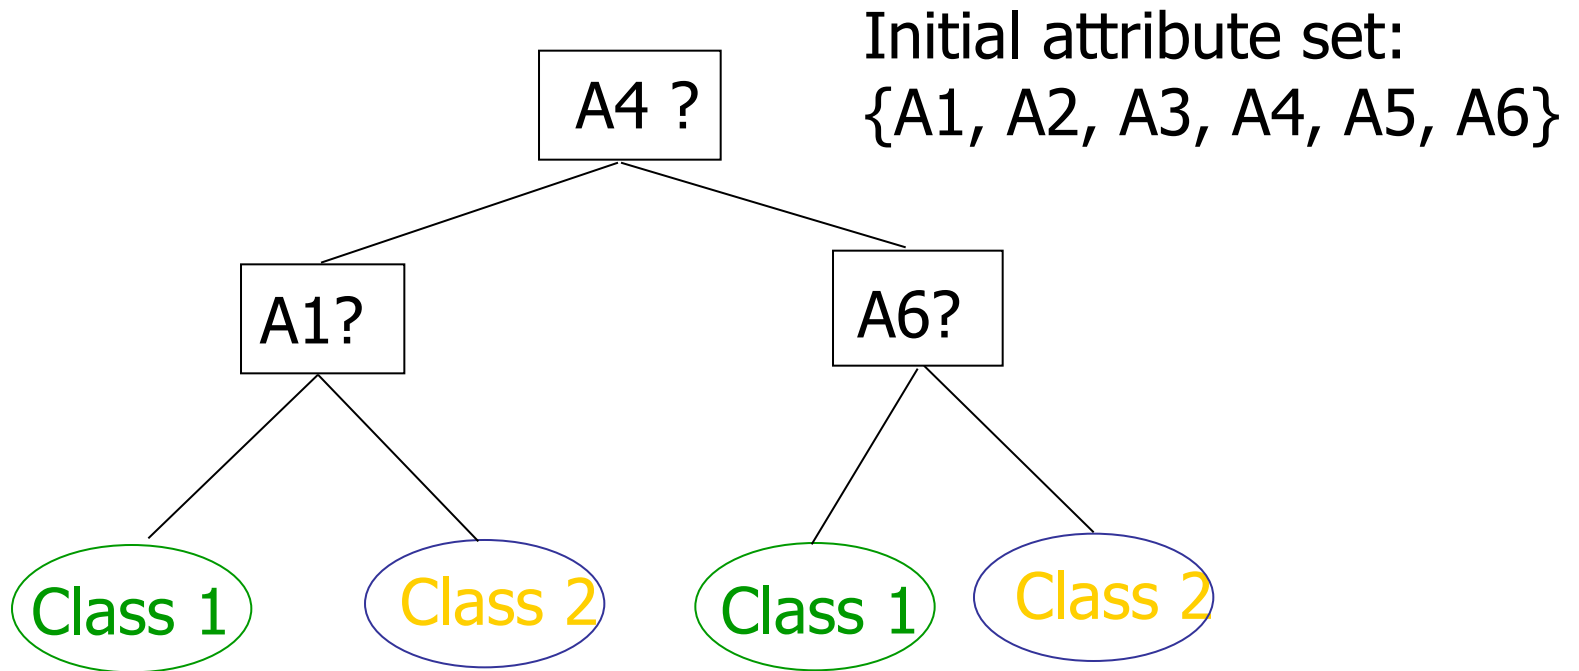 Initial attribute set:
{A1, A2, A3, A4, A5, A6}
A4 ?
A1?
A6?
Class 1
Class 2
Class 1
Class 2